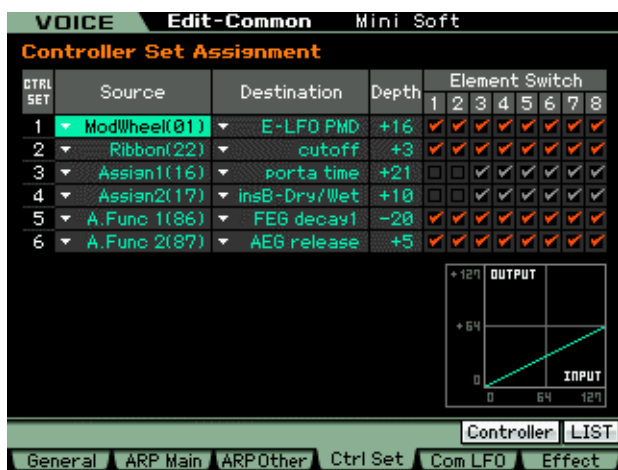 VOICE Edit-Common Mini Soft
Controller Set Assignment
CTRL SET Source Destination Depth Element Switch
1 2 3 4 5 6 7 8
1 ModWheel(01) E-LFO PMD +16
2 Ribbon(22) cutoff +3
3 Assign1(16) porta time +21
4 Assign2(17) insB-Dry/Wet +10
5 A.Func 1(86) FEG decay1 -20
6 A.Func 2(87) AEG release +5
+127 OUTPUT
+64
0 INPUT
0 64 127
Controller LIST
General ARP Main ARP Other Ctrl Set Com LFO Effect